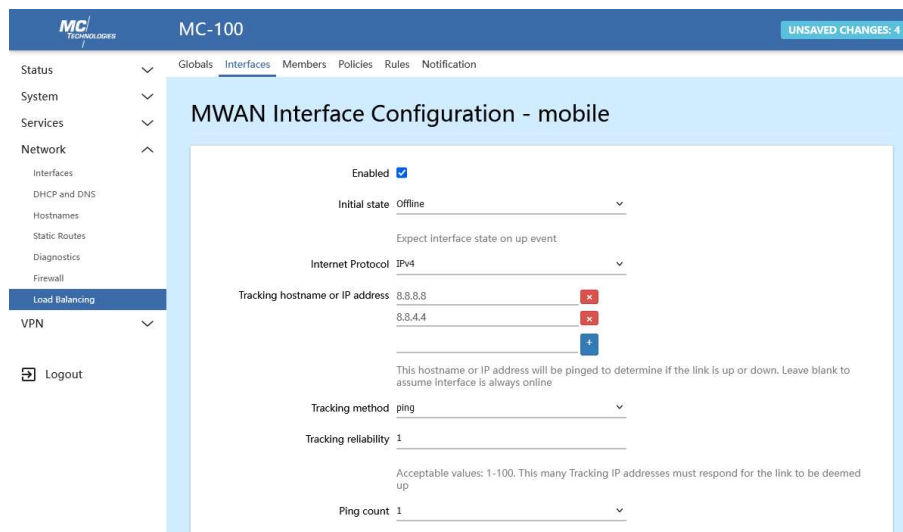 MC
TECHNOLOGIES
MC-100
UNSAVED CHANGES: 4
Status
System
Services
Network
Interfaces
DHCP and DNS
Hostnames
Static Routes
Diagnostics
Firewall
Load Balancing
VPN
Logout
Globals Interfaces Members Policies Rules Notification
MWAN Interface Configuration - mobile
Enabled
Initial state Offline
Expect interface state on up event
Internet Protocol IPv4
Tracking hostname or IP address 8.8.8.8 ×
8.8.4.4 ×
+
This hostname or IP address will be pinged to determine if the link is up or down. Leave blank to
assume interface is always online
Tracking method ping
Tracking reliability 1
Acceptable values: 1-100. This many Tracking IP addresses must respond for the link to be deemed
up
Ping count 1